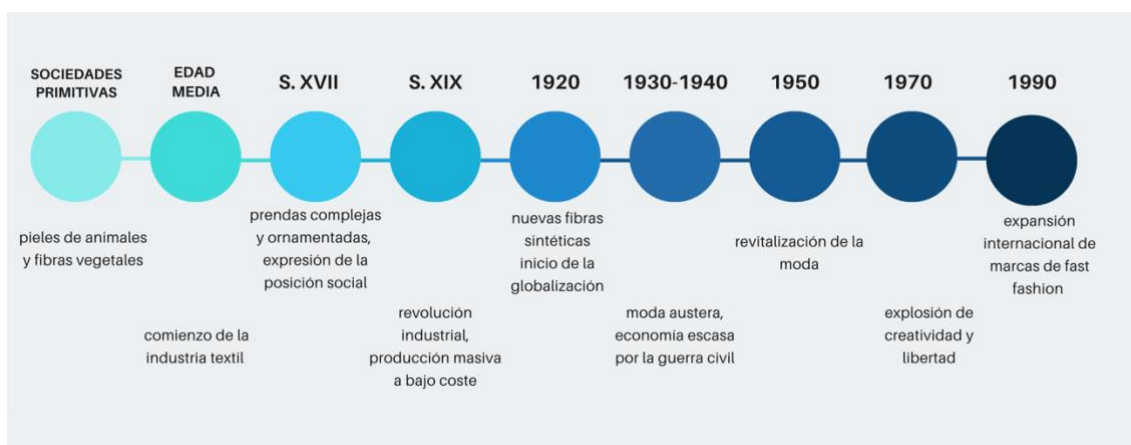 SOCIEDADES
PRIMITIVAS
pieles de animales
y fibras vegetales
EDAD
MEDIA
comienzo de la
industria textil
S. XVII
prendas complejas
y ornamentadas,
expresión de la
posición social
S. XIX
revolución
industrial,
producción masiva
a bajo coste
1920
nuevas fibras
sintéticas
inicio de la
globalización
1930-1940
moda austera,
economía escasa
por la guerra civil
1950
revitalización de la
moda
1970
explosión de
creatividad y
libertad
1990
expansión
internacional de
marcas de fast
fashion